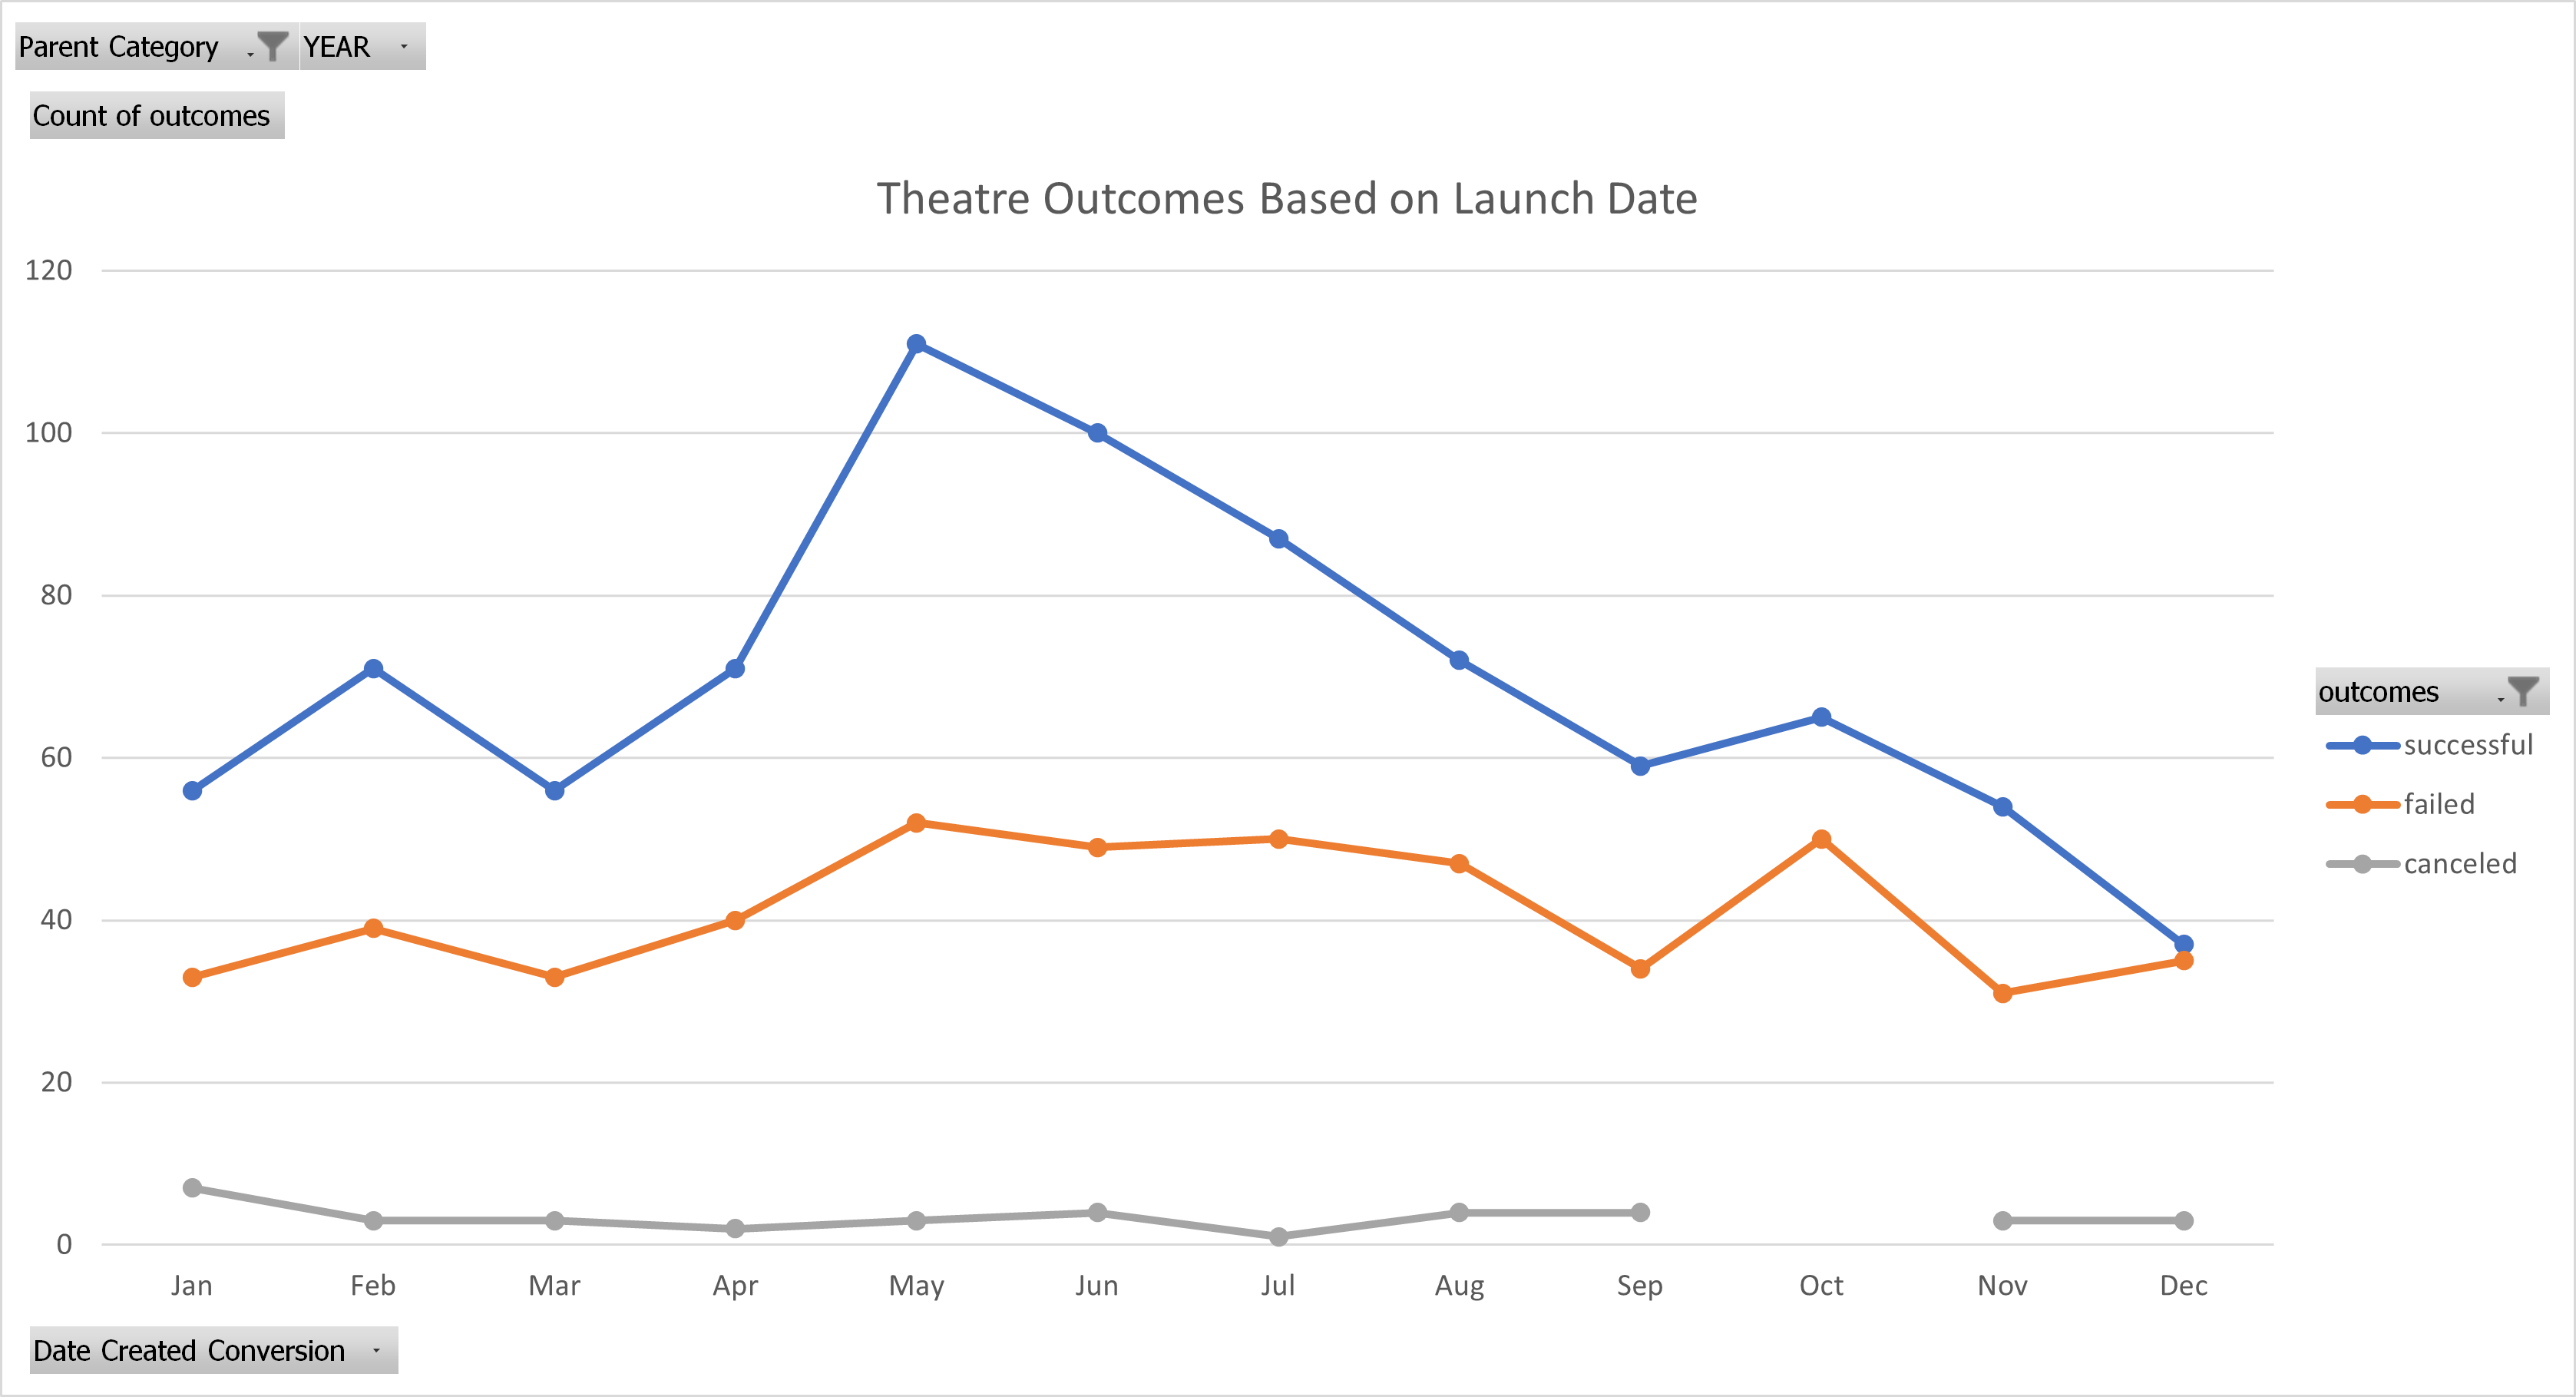 Parent Category YEAR
Count of outcomes
Theatre Outcomes Based on Launch Date
120
100
80
60
40
20
0
Jan Feb Mar Apr May Jun Jul Aug Sep Oct Nov Dec
outcomes
successful
failed
canceled
Date Created Conversion